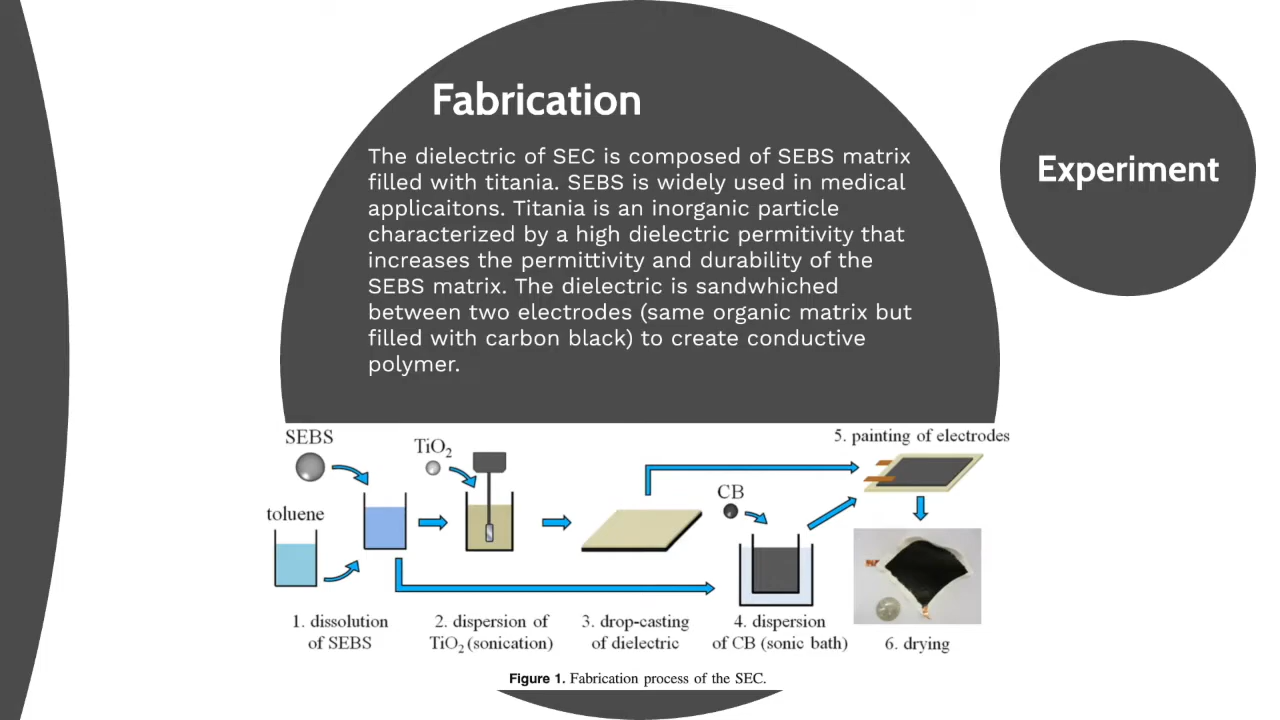 Fabrication
The dielectric of SEC is composed of SEBS matrix
filled with titania. SEBS is widely used in medical
applicaitons. Titania is an inorganic particle
characterized by a high dielectric permitivity that
increases the permittivity and durability of the
SEBS matrix. The dielectric is sandwhiched
between two electrodes (same organic matrix but
filled with carbon black) to create conductive
polymer.
Experiment
SEBS
TiO₂
5. painting of electrodes
CB
toluene
1. dissolution
of SEBS
2. dispersion of
TiO₂ (sonication)
3. drop-casting
of dielectric
4. dispersion
of CB (sonic bath)
6. drying
Figure 1. Fabrication process of the SEC.